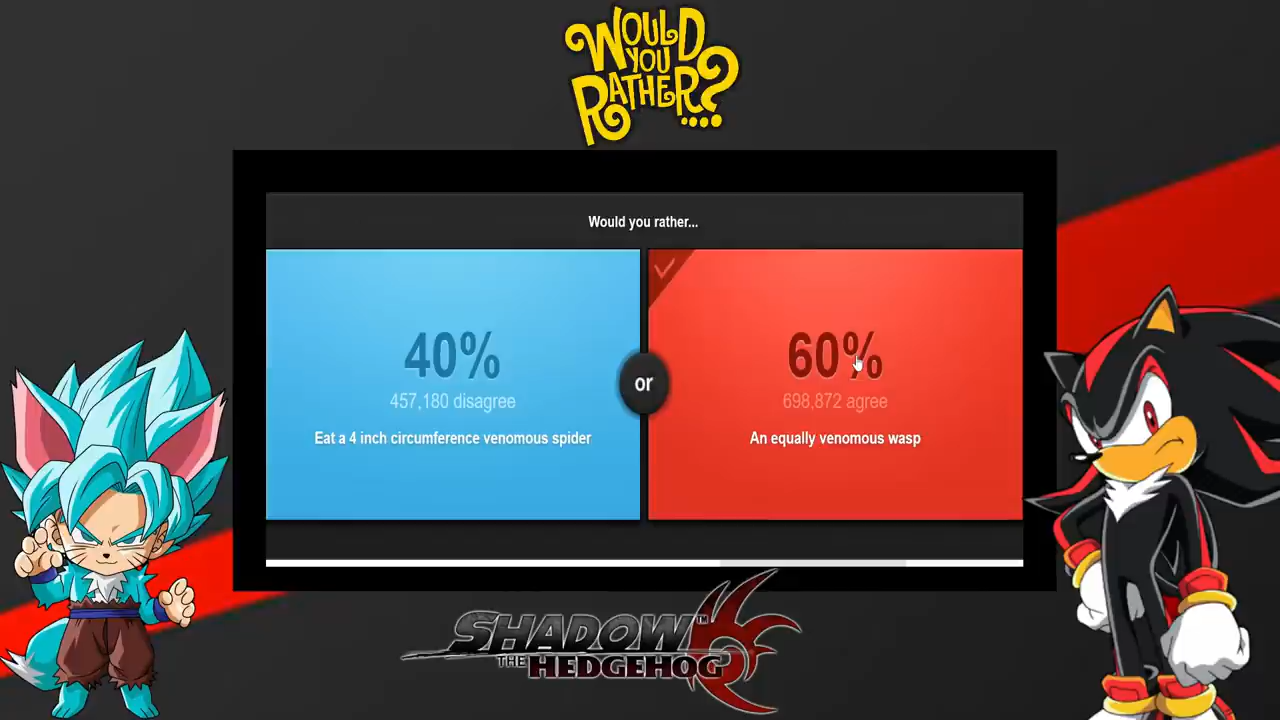 WOULD
YOU
RATHER?....
Would you rather...
40%
457,180 disagree
Eat a 4 inch circumference venomous spider
or
60%
698,872 agree
An equally venomous wasp
SHADOW™
THE HEDGEHOG